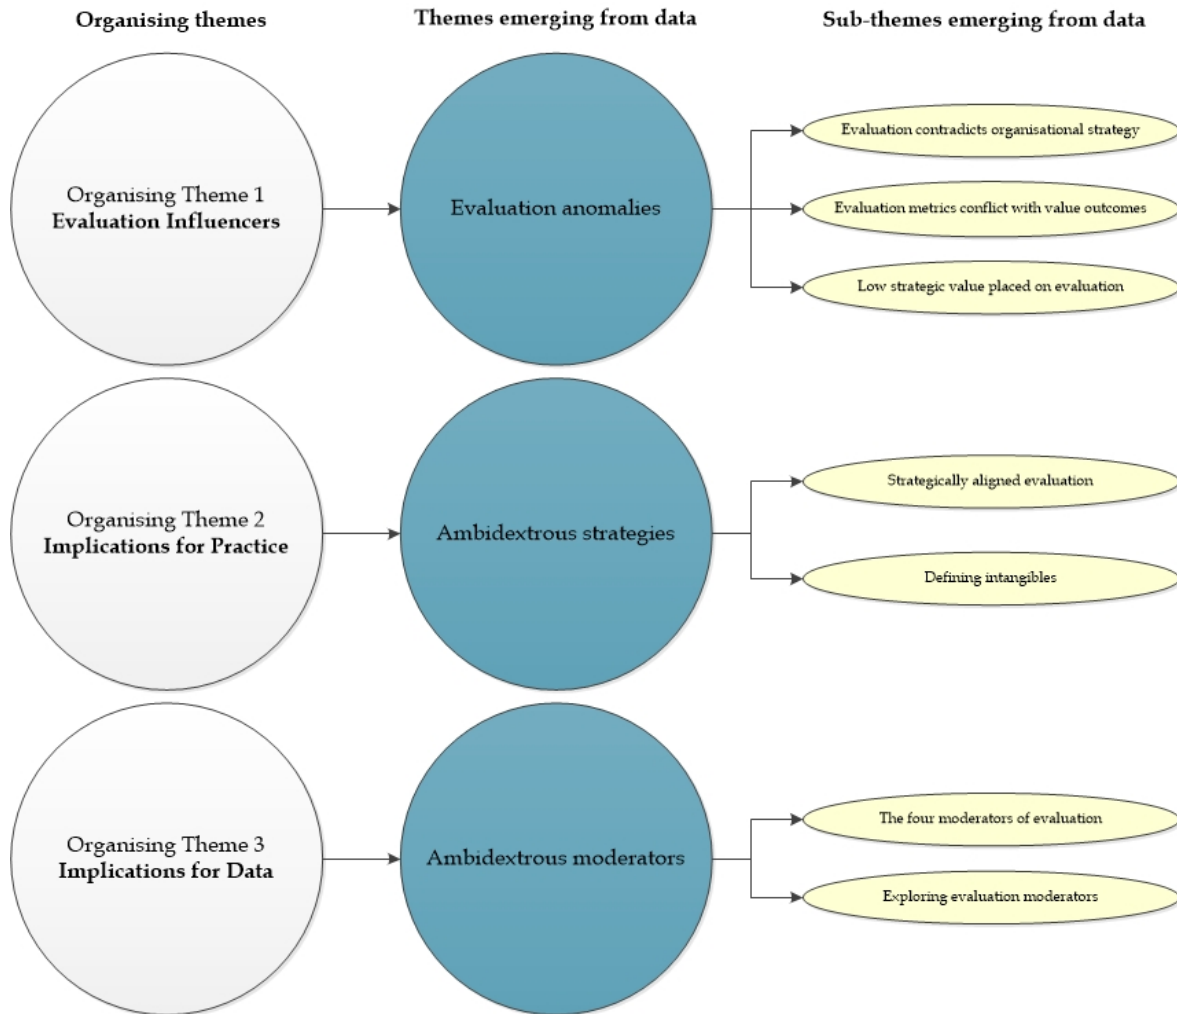 Organising themes
Themes emerging from data
Sub-themes emerging from data
Organising Theme 1
Evaluation Influencers
Evaluation anomalies
Evaluation contradicts organisational strategy
Evaluation metrics conflict with value outcomes
Low strategic value placed on evaluation
Organising Theme 2
Implications for Practice
Ambidextrous strategies
Strategically aligned evaluation
Defining intangibles
Organising Theme 3
Implications for Data
Ambidextrous moderators
The four moderators of evaluation
Exploring evaluation moderators